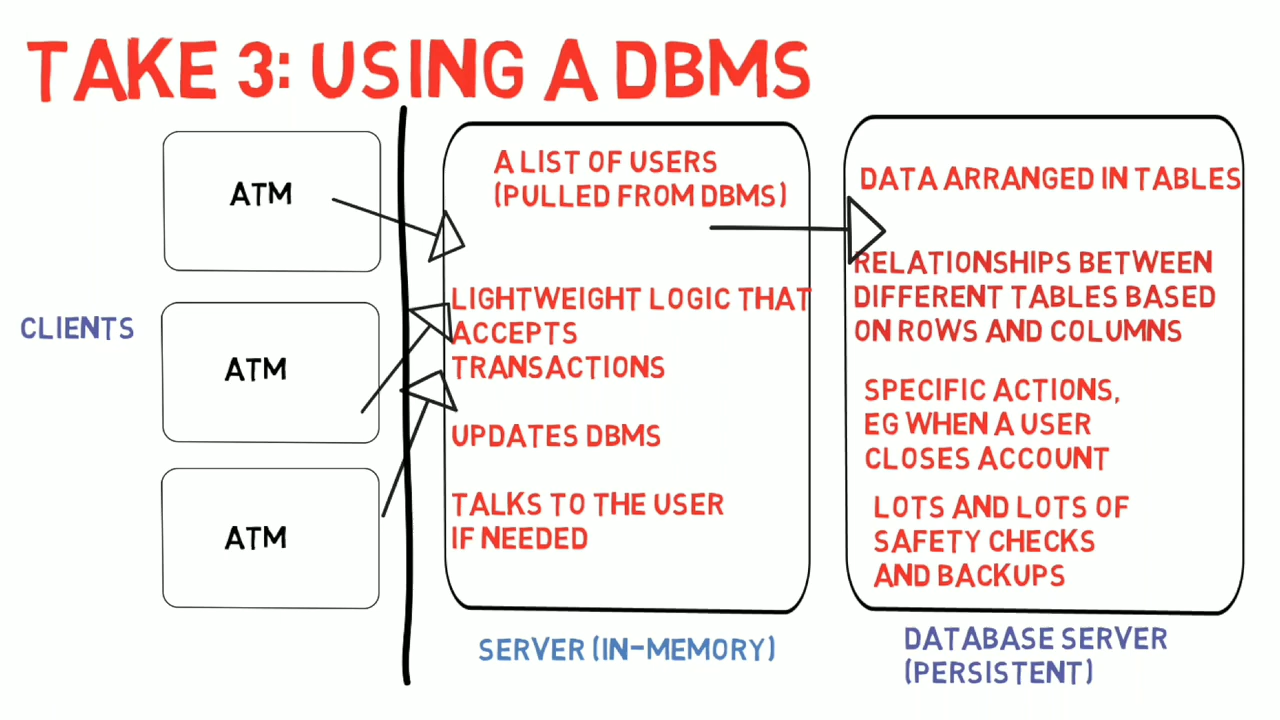 TAKE 3: USING A DBMS
CLIENTS
ATM
ATM
ATM
A LIST OF USERS
(PULLED FROM DBMS)
LIGHTWEIGHT LOGIC THAT
ACCEPTS
TRANSACTIONS
UPDATES DBMS
TALKS TO THE USER
IF NEEDED
SERVER (IN-MEMORY)
DATA ARRANGED IN TABLES
RELATIONSHIPS BETWEEN
DIFFERENT TABLES BASED
ON ROWS AND COLUMNS
SPECIFIC ACTIONS,
EG WHEN A USER
CLOSES ACCOUNT
LOTS AND LOTS OF
SAFETY CHECKS
AND BACKUPS
DATABASE SERVER
(PERSISTENT)